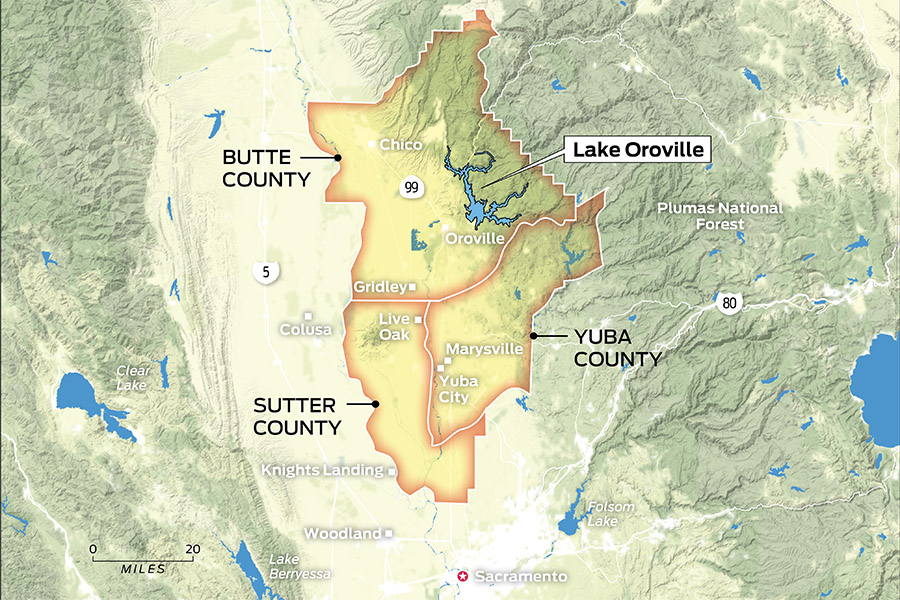 BUTTE
COUNTY
Chico
Lake Oroville
99
Plumas National
Forest
Oroville
5
Gridley
80
Colusa
Live
Oak
YUBA
COUNTY
Marysville
Yuba
City
Clear
Lake
SUTTER
COUNTY
Knights Landing
Folsom
Lake
Woodland
0 20
MILES
Lake
Berryessa
Sacramento